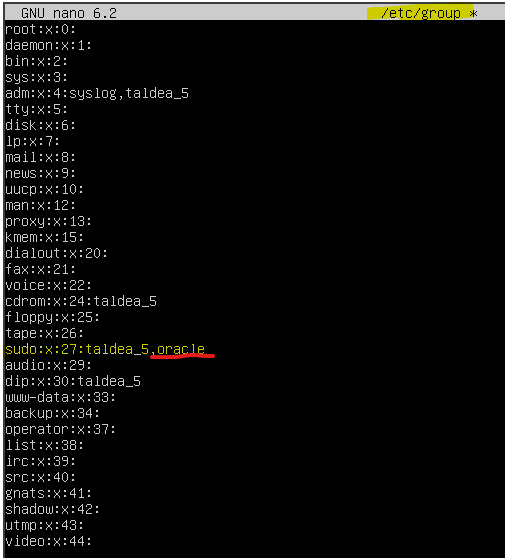 GNU nano 6.2 /etc/group *
root:x:0:
daemon:x:1:
bin:x:2:
sys:x:3:
adm:x:4:syslog,taldea_5
tty:x:5:
disk:x:6:
lp:x:7:
mail:x:8:
news:x:9:
uucp:x:10:
man:x:12:
proxy:x:13:
kmem:x:15:
dialout:x:20:
fax:x:21:
voice:x:22:
cdrom:x:24:taldea_5
floppy:x:25:
tape:x:26:
sudo:x:27:taldea_5,oracle
audio:x:29:
dip:x:30:taldea_5
www-data:x:33:
backup:x:34:
operator:x:37:
list:x:38:
irc:x:39:
src:x:40:
gnats:x:41:
shadow:x:42:
utmp:x:43:
video:x:44: